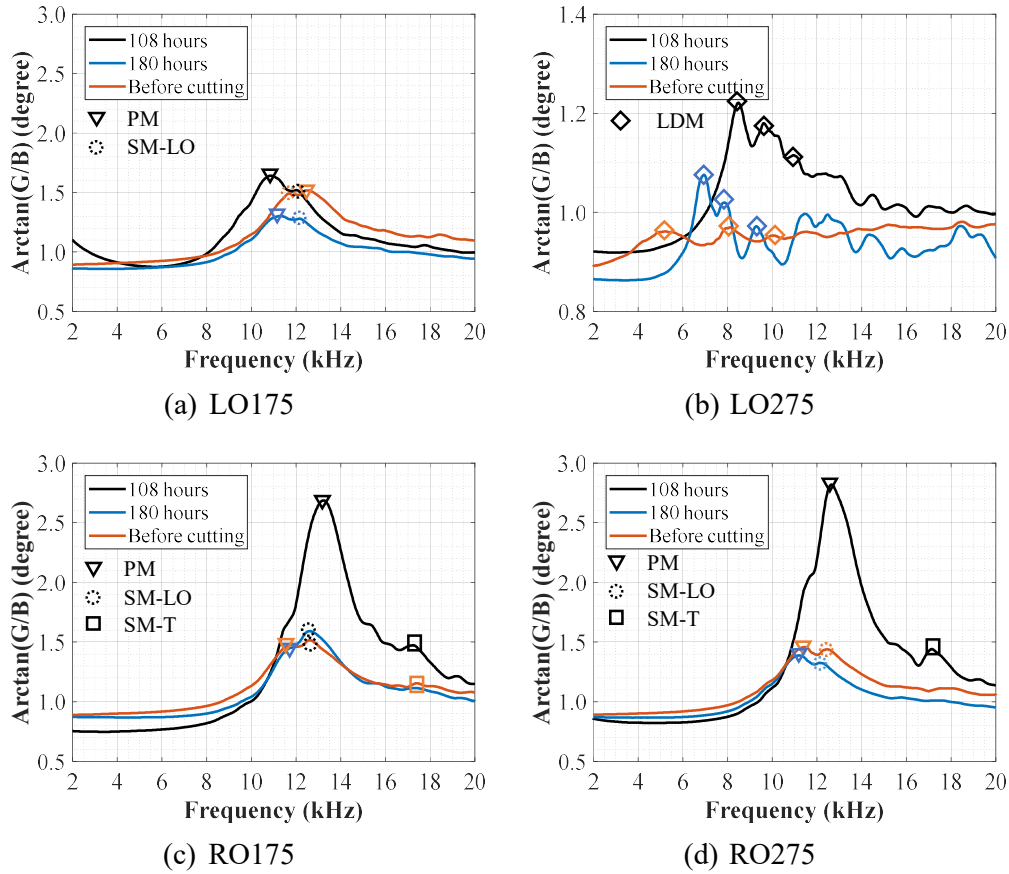 3.0
2.5
2.0
1.5
1.0
0.5
Arctan(G/B) (degree)
108 hours
180 hours
Before cutting
PM
SM-LO
2 4 6 8 10 12 14 16 18 20
Frequency (kHz)
(a) LO175
1.4
1.2
1.0
0.8
Arctan(G/B) (degree)
108 hours
180 hours
Before cutting
LDM
2 4 6 8 10 12 14 16 18 20
Frequency (kHz)
(b) LO275
3.0
2.5
2.0
1.5
1.0
0.5
Arctan(G/B) (degree)
108 hours
180 hours
Before cutting
PM
SM-LO
SM-T
2 4 6 8 10 12 14 16 18 20
Frequency (kHz)
(c) RO175
3.0
2.5
2.0
1.5
1.0
0.5
Arctan(G/B) (degree)
108 hours
180 hours
Before cutting
PM
SM-LO
SM-T
2 4 6 8 10 12 14 16 18 20
Frequency (kHz)
(d) RO275